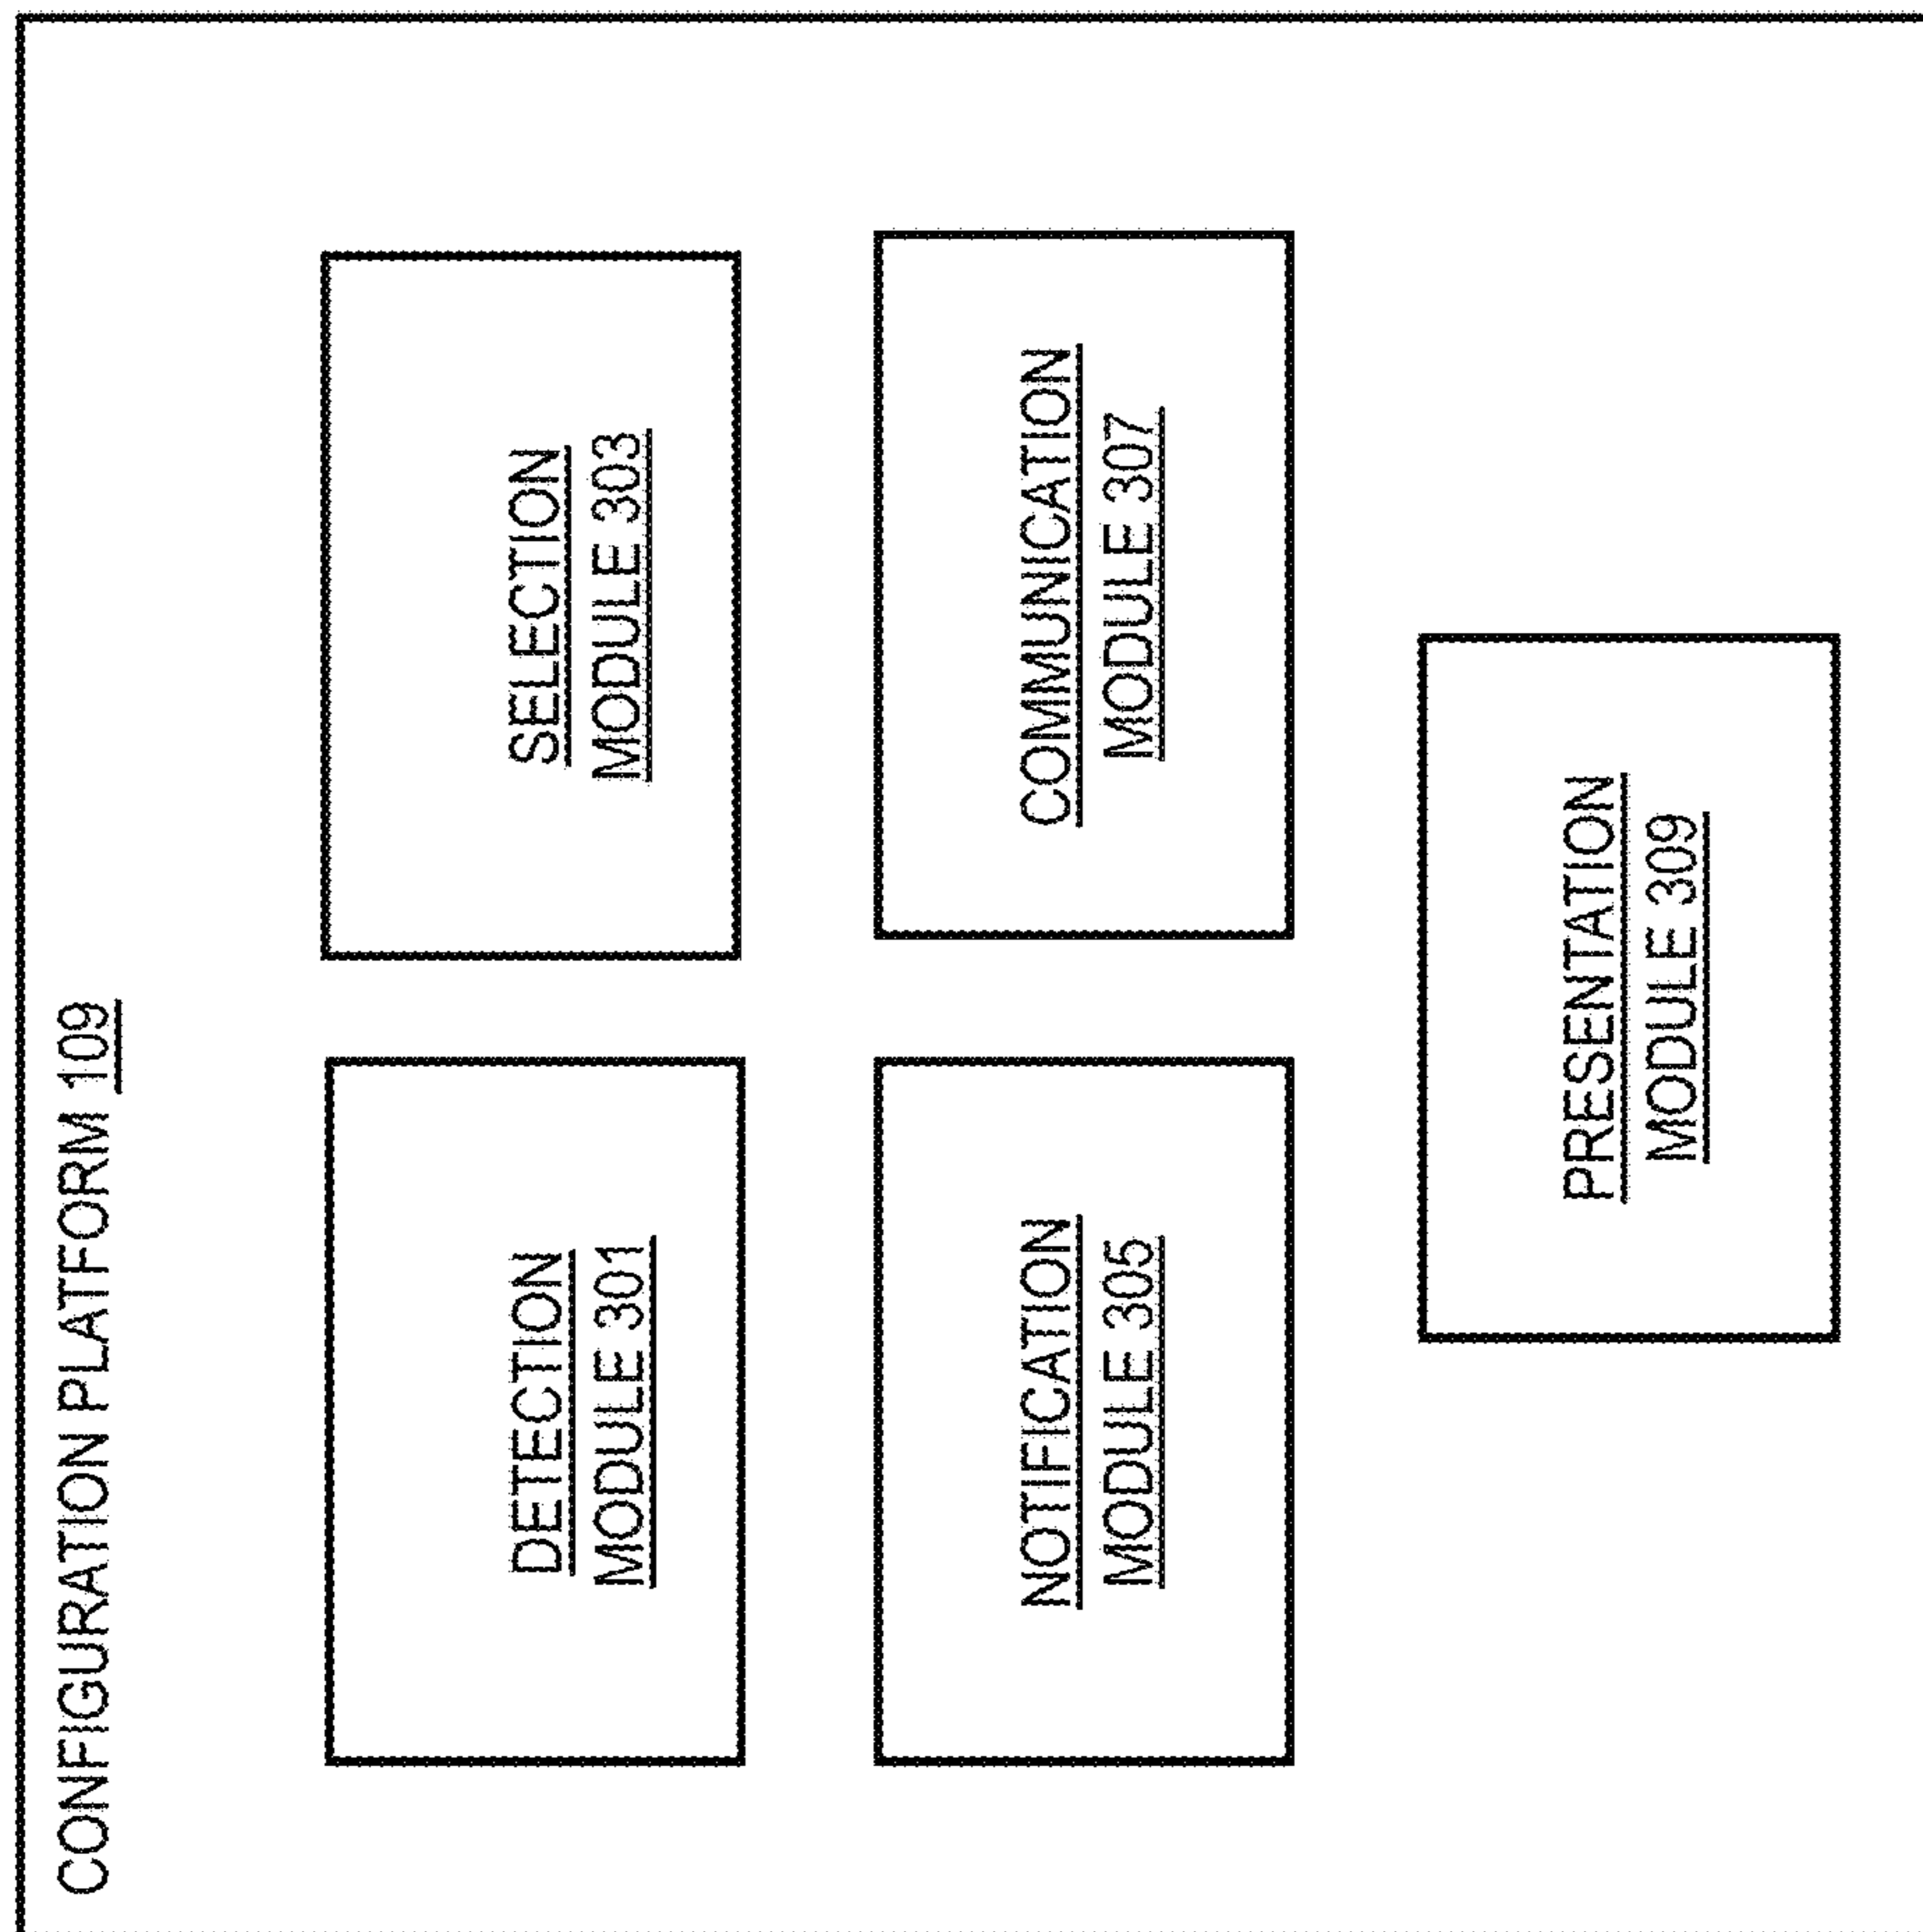 CONFIGURATION PLATFORM 109
DETECTION
MODULE 301
SELECTION
MODULE 303
NOTIFICATION
MODULE 305
COMMUNICATION
MODULE 307
PRESENTATION
MODULE 309